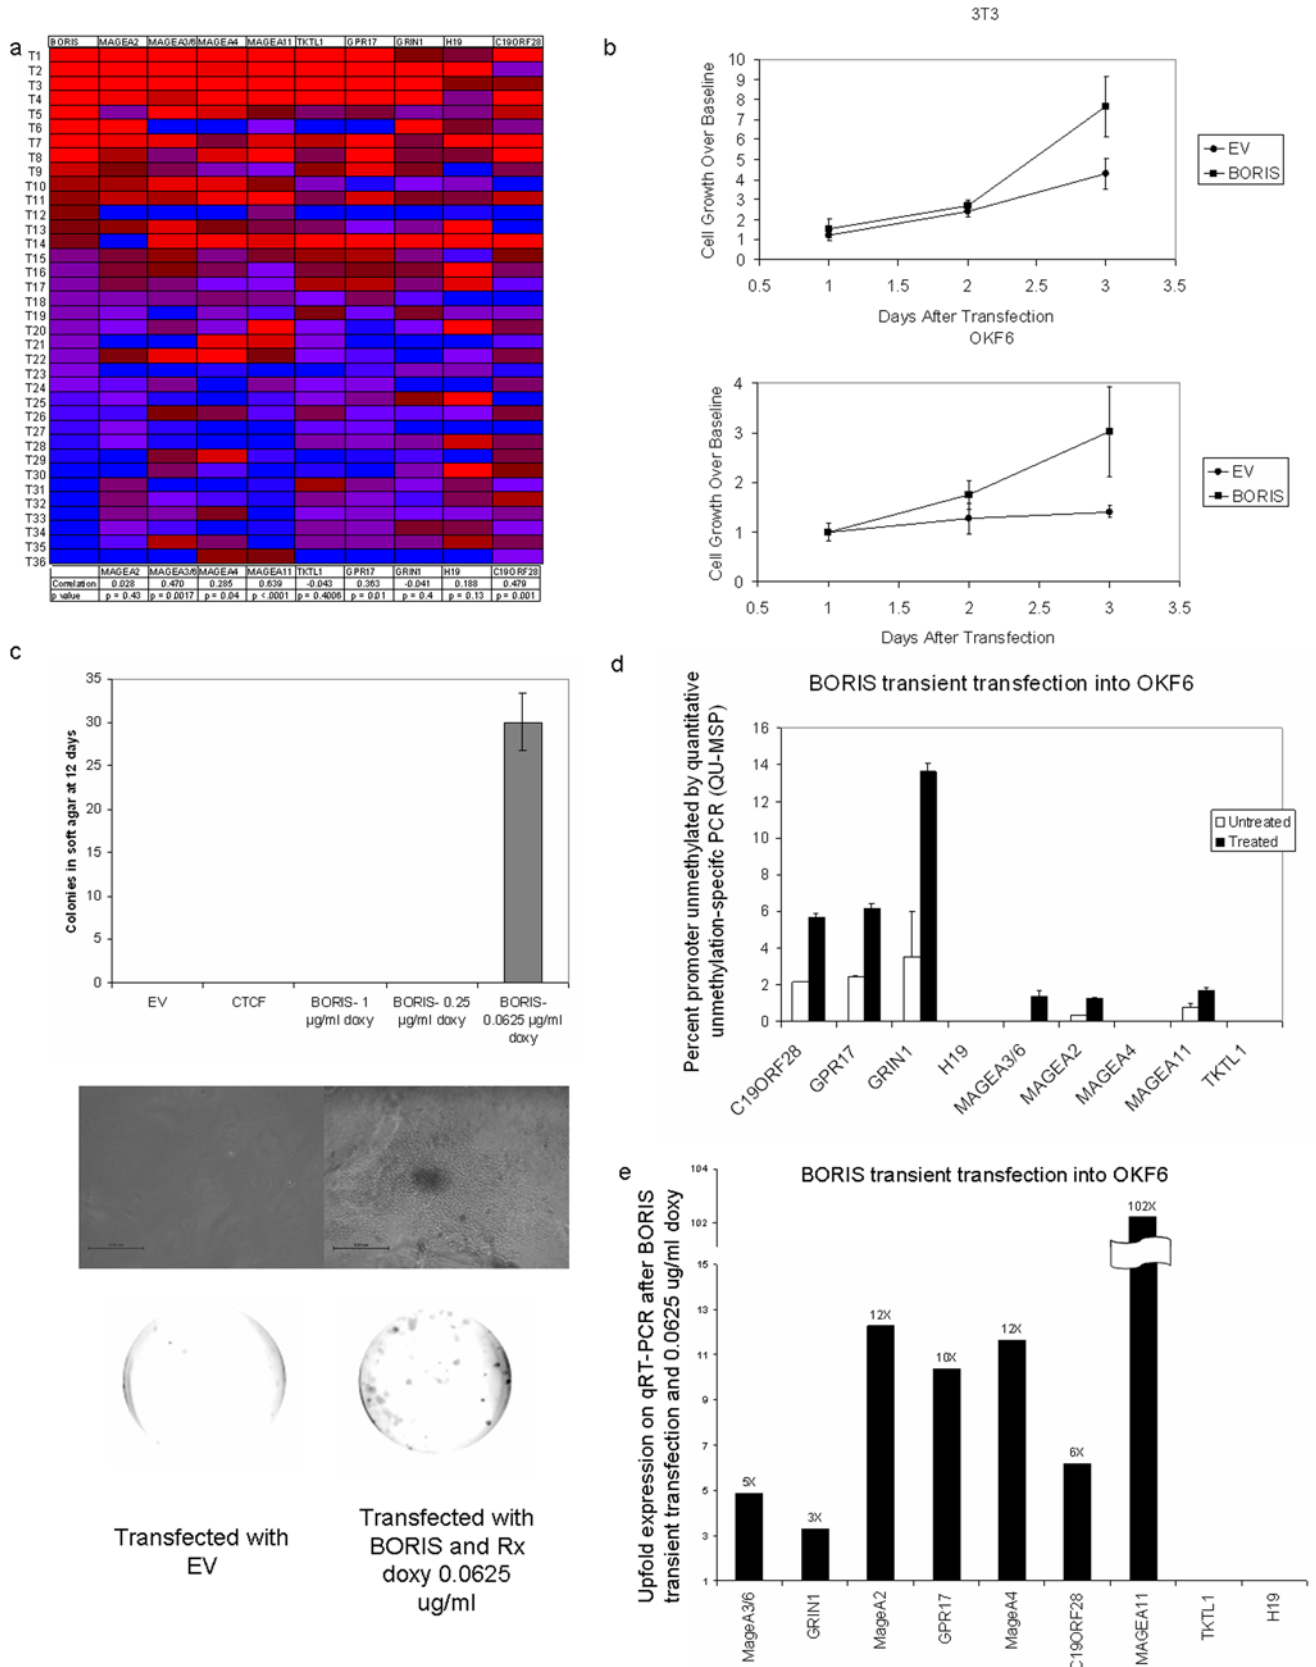 a
BORIS MAGEA2 MAGEA3/6 MAGEA4 MAGEA11 TKTL1 GPR17 GRIN1 H19 C19ORF28
T1
T2
T3
T4
T5
T6
T7
T8
T9
T10
T11
T12
T13
T14
T15
T16
T17
T18
T19
T20
T21
T22
T23
T24
T25
T26
T27
T28
T29
T30
T31
T32
T33
T34
T35
T36
MAGEA2 MAGEA3/6 MAGEA4 MAGEA11 TKTL1 GPR17 GRIN1 H19 C19ORF28
Correlation 0.028 0.470 0.285 0.639 -0.043 0.363 -0.041 0.188 0.479
p value p = 0.43 p = 0.0017 p = 0.04 p <.0001 p = 0.4006 p = 0.01 p = 0.4 p = 0.13 p = 0.001
b
3T3
Cell Growth Over Baseline
10
9
8
7
6
5
4
3
2
1
0
0.5 1 1.5 2 2.5 3 3.5
Days After Transfection
EV
BORIS
OKF6
Cell Growth Over Baseline
4
3
2
1
0
0.5 1 1.5 2 2.5 3 3.5
Days After Transfection
EV
BORIS
c
Colonies in soft agar at 12 days
35
30
25
20
15
10
5
0
EV
CTCF
BORIS- 1
µg/ml doxy
BORIS- 0.25
µg/ml doxy
BORIS-
0.0625 µg/ml
doxy
Transfected with
EV
Transfected with
BORIS and Rx
doxy 0.0625
ug/ml
d
BORIS transient transfection into OKF6
Percent promoter unmethylated by quantitative
unmethylation-specifc PCR (QU-MSP)
16
14
12
10
8
6
4
2
0
Untreated
Treated
C19ORF28
GPR17
GRIN1
H19
MAGEA3/6
MAGEA2
MAGEA4
MAGEA11
TKTL1
e
BORIS transient transfection into OKF6
Upfold expression on qRT-PCR after BORIS
transient transfection and 0.0625 ug/ml doxy
104
102
15
13
11
9
7
5
3
1
5X
3X
12X
10X
12X
6X
102X
MageA3/6
GRIN1
MageA2
GPR17
MageA4
C19ORF28
MAGEA11
TKTL1
H19